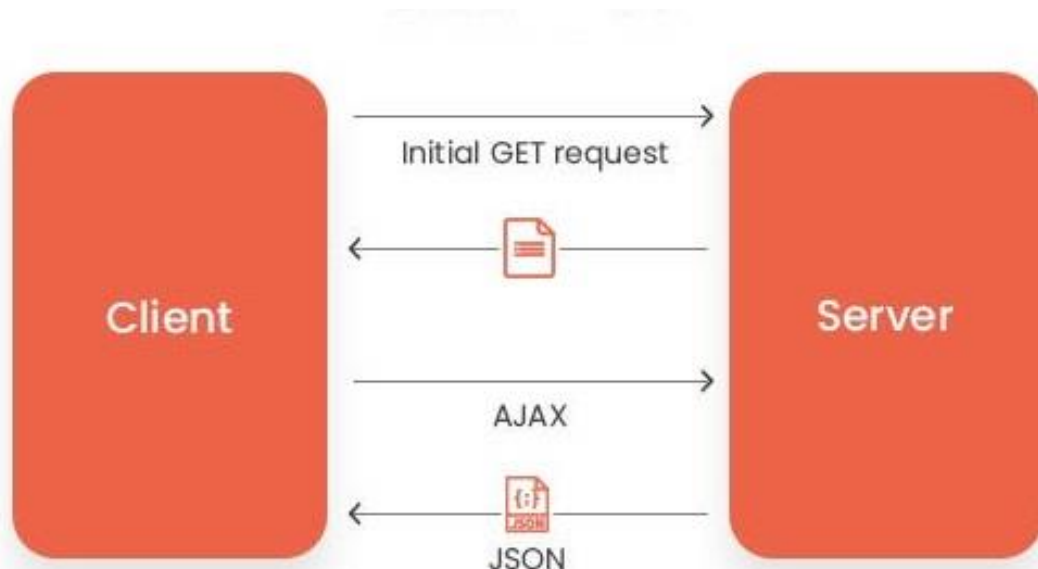 Initial GET request
Client
Server
AJAX
{;}
JSON
JSON